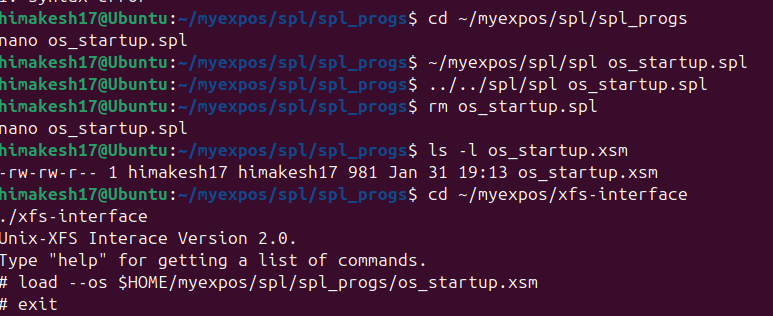 1: Syntax error
himakesh17@Ubuntu:~/myexpos/spl/spl_progs$ cd ~/myexpos/spl/spl_progs
nano os_startup.spl
himakesh17@Ubuntu:~/myexpos/spl/spl_progs$ ~/myexpos/spl/spl os_startup.spl
himakesh17@Ubuntu:~/myexpos/spl/spl_progs$ ../../spl/spl os_startup.spl
himakesh17@Ubuntu:~/myexpos/spl/spl_progs$ rm os_startup.spl
nano os_startup.spl
himakesh17@Ubuntu:~/myexpos/spl/spl_progs$ ls -l os_startup.xsm
-rw-rw-r-- 1 himakesh17 himakesh17 981 Jan 31 19:13 os_startup.xsm
himakesh17@Ubuntu:~/myexpos/spl/spl_progs$ cd ~/myexpos/xfs-interface
./xfs-interface
Unix-XFS Interace Version 2.0.
Type "help" for getting a list of commands.
# load --os $HOME/myexpos/spl/spl_progs/os_startup.xsm
# exit